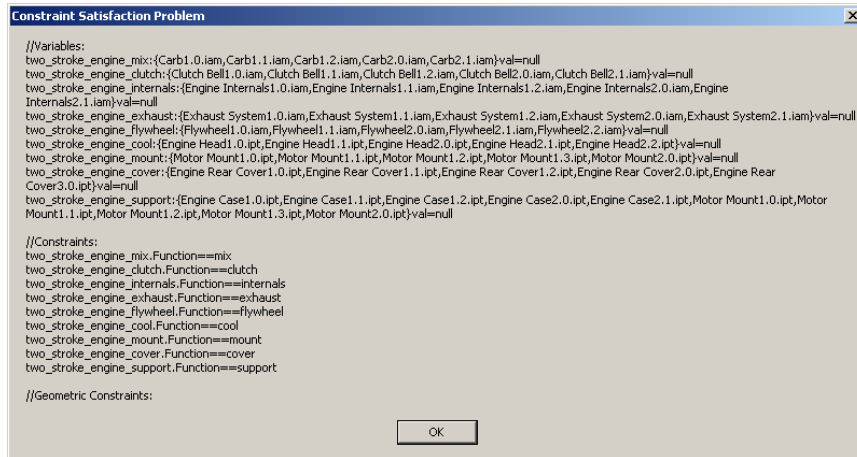 Constraint Satisfaction Problem
//Variables:
two_stroke_engine_mix:{Carb1.0.iam,Carb1.1.iam,Carb1.2.iam,Carb2.0.iam,Carb2.1.iam}val=null
two_stroke_engine_clutch:{Clutch Bell1.0.iam,Clutch Bell1.1.iam,Clutch Bell1.2.iam,Clutch Bell2.0.iam,Clutch Bell2.1.iam}val=null
two_stroke_engine_internals:{Engine Internals1.0.iam,Engine Internals1.1.iam,Engine Internals1.2.iam,Engine Internals2.0.iam,Engine
Internals2.1.iam}val=null
two_stroke_engine_exhaust:{Exhaust System1.0.iam,Exhaust System1.1.iam,Exhaust System1.2.iam,Exhaust System2.0.iam,Exhaust System2.1.iam}val=null
two_stroke_engine_flywheel:{Flywheel1.0.iam,Flywheel1.1.iam,Flywheel2.0.iam,Flywheel2.1.iam,Flywheel2.2.iam}val=null
two_stroke_engine_cool:{Engine Head1.0.ipt,Engine Head1.1.ipt,Engine Head2.0.ipt,Engine Head2.1.ipt,Engine Head2.2.ipt}val=null
two_stroke_engine_mount:{Motor Mount1.0.ipt,Motor Mount1.1.ipt,Motor Mount1.2.ipt,Motor Mount1.3.ipt,Motor Mount2.0.ipt}val=null
two_stroke_engine_cover:{Engine Rear Cover1.0.ipt,Engine Rear Cover1.1.ipt,Engine Rear Cover1.2.ipt,Engine Rear Cover2.0.ipt,Engine Rear
Cover3.0.ipt}val=null
two_stroke_engine_support:{Engine Case1.0.ipt,Engine Case1.1.ipt,Engine Case1.2.ipt,Engine Case2.0.ipt,Engine Case2.1.ipt,Motor Mount1.0.ipt,Motor
Mount1.1.ipt,Motor Mount1.2.ipt,Motor Mount1.3.ipt,Motor Mount2.0.ipt}val=null
//Constraints:
two_stroke_engine_mix.Function==mix
two_stroke_engine_clutch.Function==clutch
two_stroke_engine_internals.Function==internals
two_stroke_engine_exhaust.Function==exhaust
two_stroke_engine_flywheel.Function==flywheel
two_stroke_engine_cool.Function==cool
two_stroke_engine_mount.Function==mount
two_stroke_engine_cover.Function==cover
two_stroke_engine_support.Function==support
//Geometric Constraints:
OK